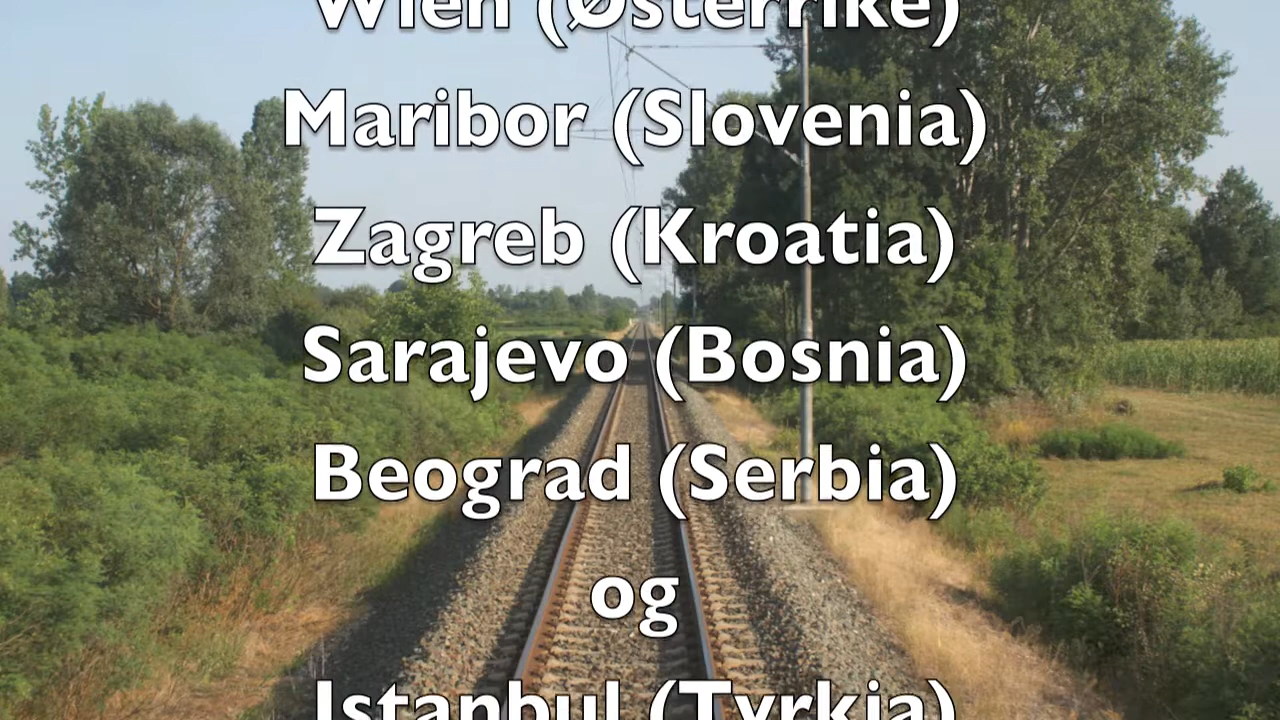 Wien (Østerrike)
Maribor (Slovenia)
Zagreb (Kroatia)
Sarajevo (Bosnia)
Beograd (Serbia)
og
Istanbul (Tyrkia)